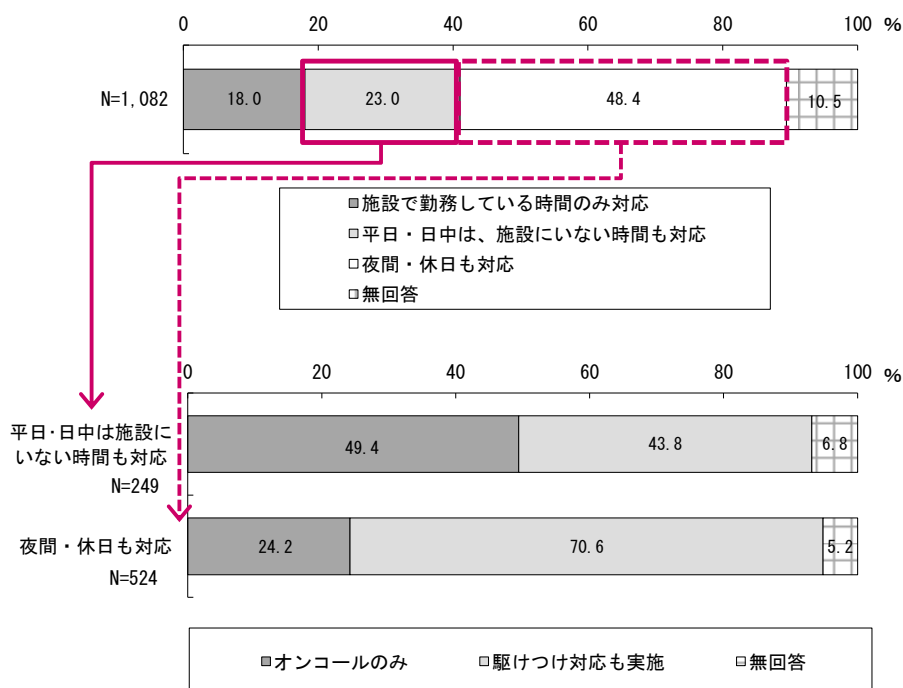 0 20 40 60 80 100 %
N=1,082 18.0 23.0 48.4 10.5
■施設で勤務している時間のみ対応
□平日・日中は、施設にいない時間も対応
□夜間・休日も対応
□無回答
0 20 40 60 80 100 %
平日・日中は施設に
いない時間も対応
N=249
49.4 43.8 6.8
夜間・休日も対応
N=524
24.2 70.6 5.2
■オンコールのみ □駆けつけ対応も実施 □無回答